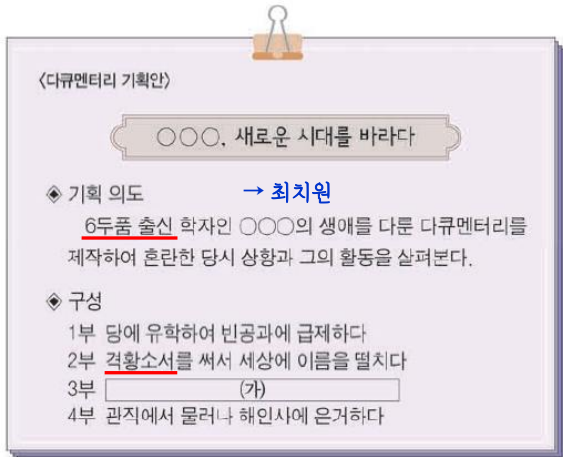 〈다큐멘터리 기획안〉
○○○, 새로운 시대를 바라다
◈ 기획 의도 → 최치원
6두품 출신 학자인 ○○○의 생애를 다룬 다큐멘터리를
제작하여 혼란한 당시 상황과 그의 활동을 살펴본다.
◈ 구성
1부 당에 유학하여 빈공과에 급제하다
2부 격황소서를 써서 세상에 이름을 떨치다
3부 (가)
4부 관직에서 물러나 해인사에 은거하다